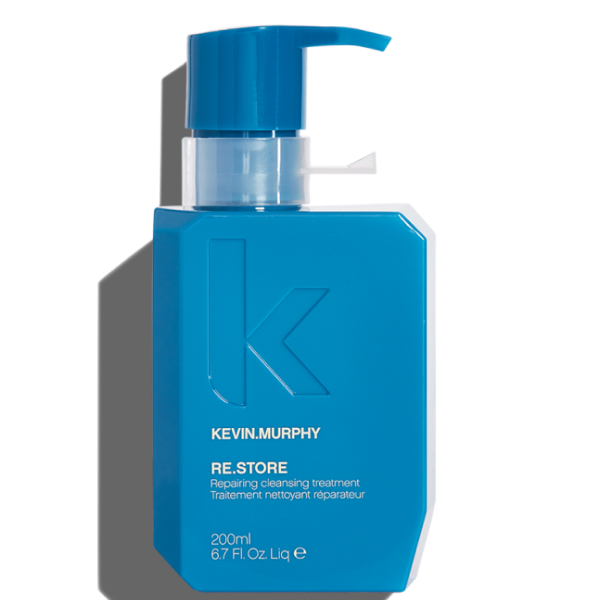 k
KEVIN.MURPHY
RE.STORE
Repairing cleansing treatment
Traitement nettoyant réparateur
200ml
6.7 Fl. Oz. Liq ℮